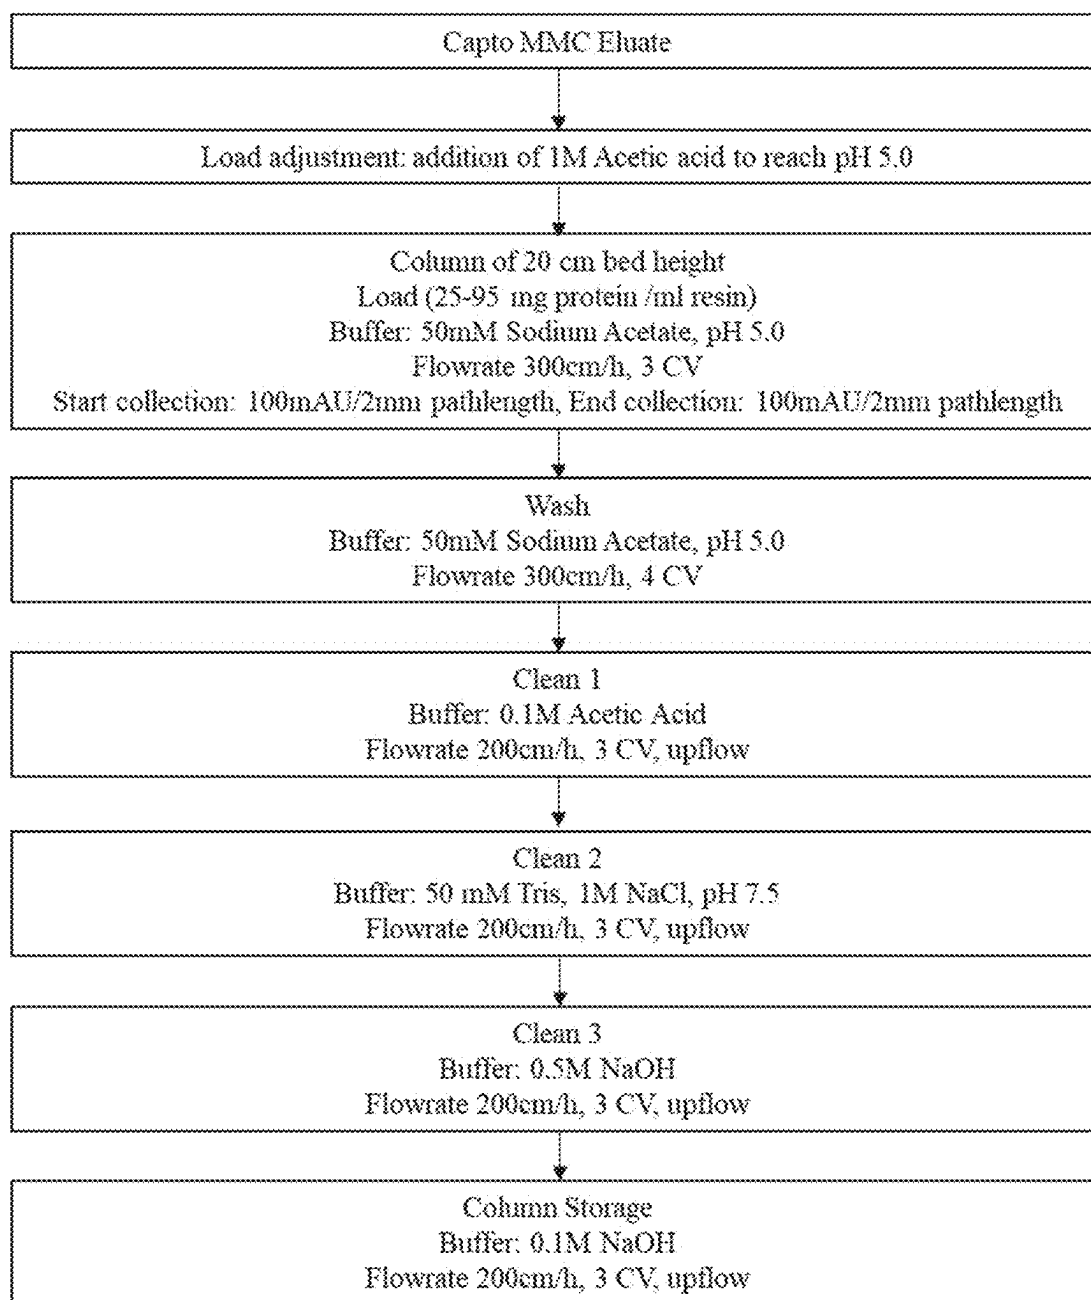 Capto MMC Eluate
Load adjustment: addition of 1M Acetic acid to reach pH 5.0
Column of 20 cm bed height
Load (25-95 mg protein /ml resin)
Buffer: 50mM Sodium Acetate, pH 5.0
Flowrate 300cm/h, 3 CV
Start collection: 100mAU/2mm pathlength, End collection: 100mAU/2mm pathlength
Wash
Buffer: 50mM Sodium Acetate, pH 5.0
Flowrate 300cm/h, 4 CV
Clean 1
Buffer: 0.1M Acetic Acid
Flowrate 200cm/h, 3 CV, upflow
Clean 2
Buffer: 50 mM Tris, 1M NaCl, pH 7.5
Flowrate 200cm/h, 3 CV, upflow
Clean 3
Buffer: 0.5M NaOH
Flowrate 200cm/h, 3 CV, upflow
Column Storage
Buffer: 0.1M NaOH
Flowrate 200cm/h, 3 CV, upflow